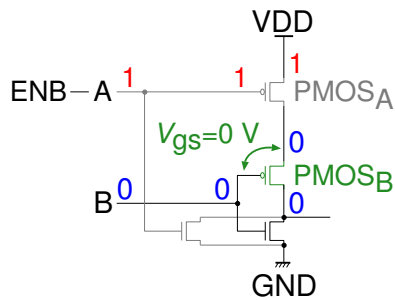 VDD
1
ENB A 1 1 PMOSA
Vgs=0 V 0
PMOSB
B 0 0 0
GND